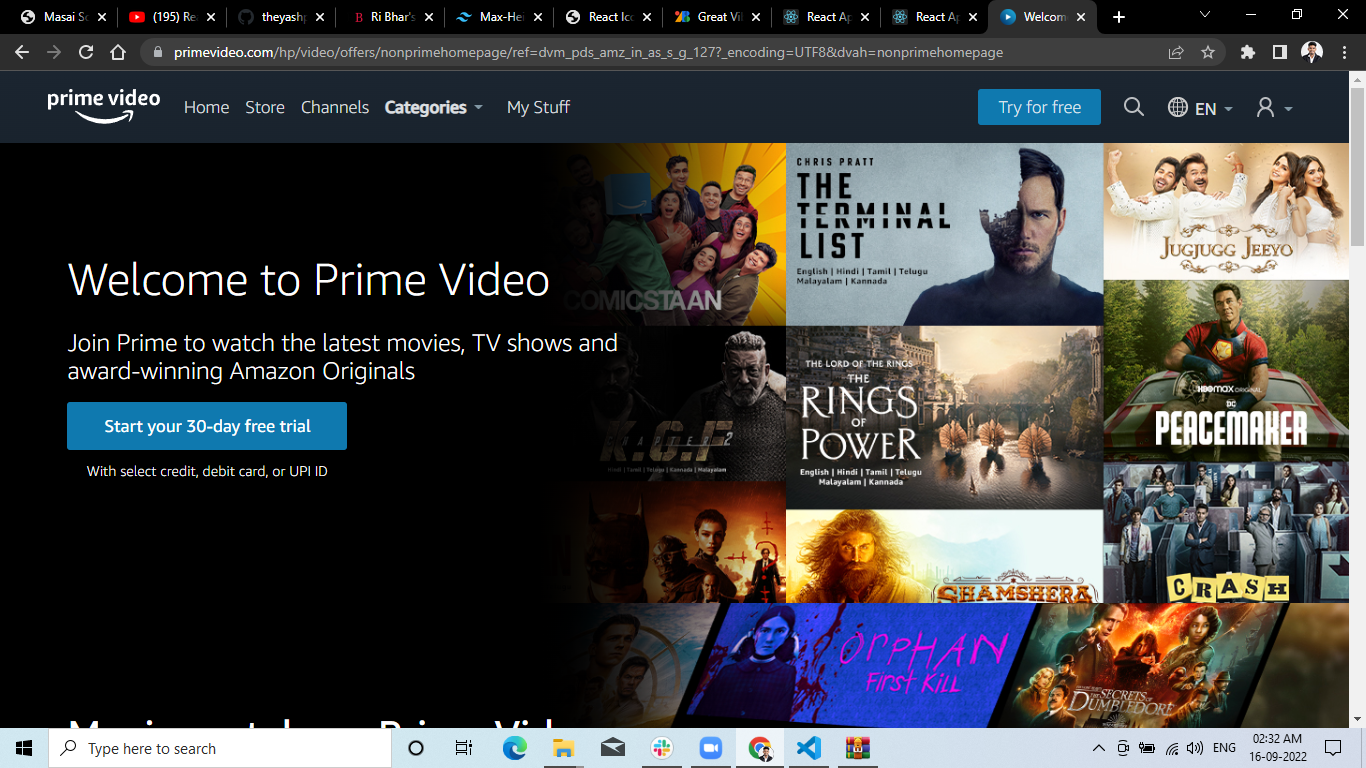 Masai Sc
(195) Re
theyashp
Ri Bhar's
Max-Hei
React Ico
Great Vi
React Ap
React Ap
Welcom
primevideo.com/hp/video/offers/nonprimehomepage/ref=dvm_pds_amz_in_as_s_g_127?_encoding=UTF8&dvah=nonprimehomepage
prime video
Home
Store
Channels
Categories
My Stuff
Try for free
EN
Welcome to Prime Video
Join Prime to watch the latest movies, TV shows and
award-winning Amazon Originals
Start your 30-day free trial
With select credit, debit card, or UPI ID
COMICSTAAN
CHRIS PRATT
THE
TERMINAL
LIST
English | Hindi | Tamil | Telugu
Malayalam | Kannada
JUGJUGG JEEYO
K.G.F
CHAPTER 2
Hindi | Tamil | Telugu | Kannada | Malayalam
THE LORD OF THE RINGS
THE
RINGS
OF
POWER
English | Hindi | Tamil | Telugu
Malayalam | Kannada
HBOMAX ORIGINAL
DC
PEACEMAKER
SHAMSHERA
CRASH
ORPHAN
FIRST KILL
THE
SECRETS OF
DUMBLEDORE
Type here to search
ENG
02:32 AM
16-09-2022